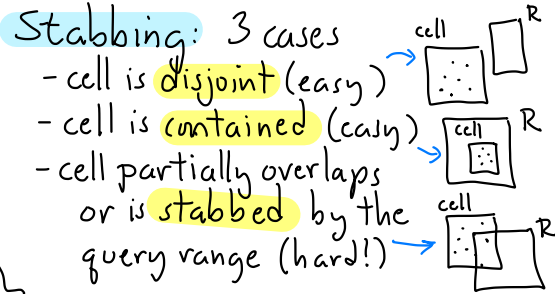 Stabbing: 3 cases
- cell is disjoint (easy)
- cell is contained (easy)
- cell partially overlaps
or is stabbed by the
query range (hard!)
cell R
cell R
cell R